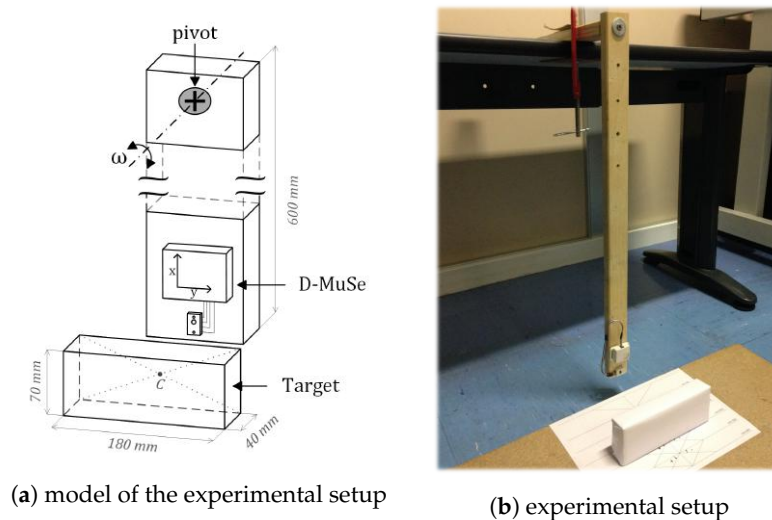 pivot
ω
600 mm
x
y
D-MuSe
C
Target
70 mm
180 mm
40 mm
(a) model of the experimental setup
(b) experimental setup